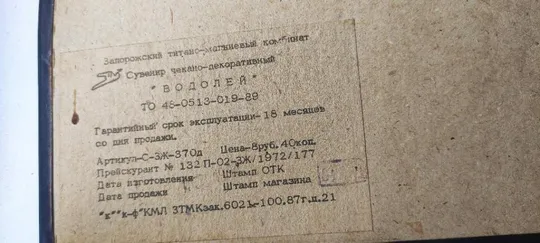 Запорожский титано-магниевый комбинат
Сувенир чекано-декоративный
"ВОДОЛЕЙ"
ТО 48-0513-019-89
Гарантийный срок эксплуатации-18 месяцев
со дня продажи.
Артикул-С-ЗЖ-370д Цена-8руб.40коп.
Прейскурант № 132 П-02-ЗЖ/1972/177
Дата изготовления Штамп ОТК
Дата продажи Штамп магазина
"к""к-ф"КМЛ ЗТМКзак.602 -100.87г.п.21